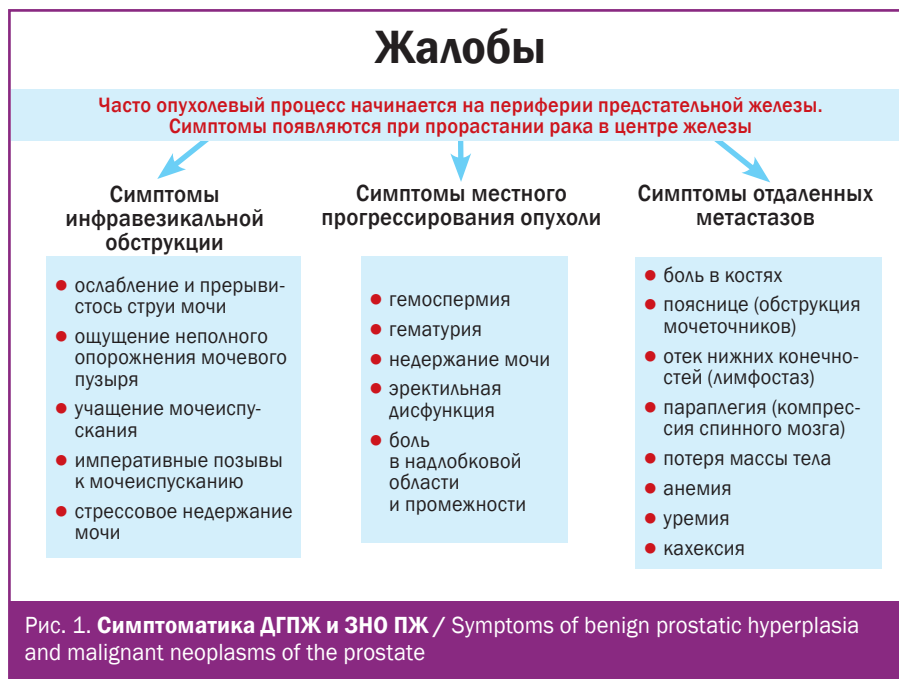 Жалобы
Часто опухолевый процесс начинается на периферии предстательной железы.
Симптомы появляются при прорастании рака в центре железы
Симптомы
инфравезикальной
обструкции
● ослабление и прерывис-
тось струи мочи
● ощущение неполного
опорожнения мочевого
пузыря
● учащение мочеиспу-
скания
● императивные позывы
к мочеиспусканию
● стрессовое недержание
мочи
Симптомы местного
прогрессирования опухоли
● гемоспермия
● гематурия
● недержание мочи
● эректильная
дисфункция
● боль
в надлобковой
области
и промежности
Симптомы отдаленных
метастазов
● боль в костях
● пояснице (обструкция
мочеточников)
● отек нижних конечно-
стей (лимфостаз)
● параплегия (компрес-
сия спинного мозга)
● потеря массы тела
● анемия
● уремия
● кахексия
Рис. 1. Симптоматика ДГПЖ и ЗНО ПЖ / Symptoms of benign prostatic hyperplasia
and malignant neoplasms of the prostate